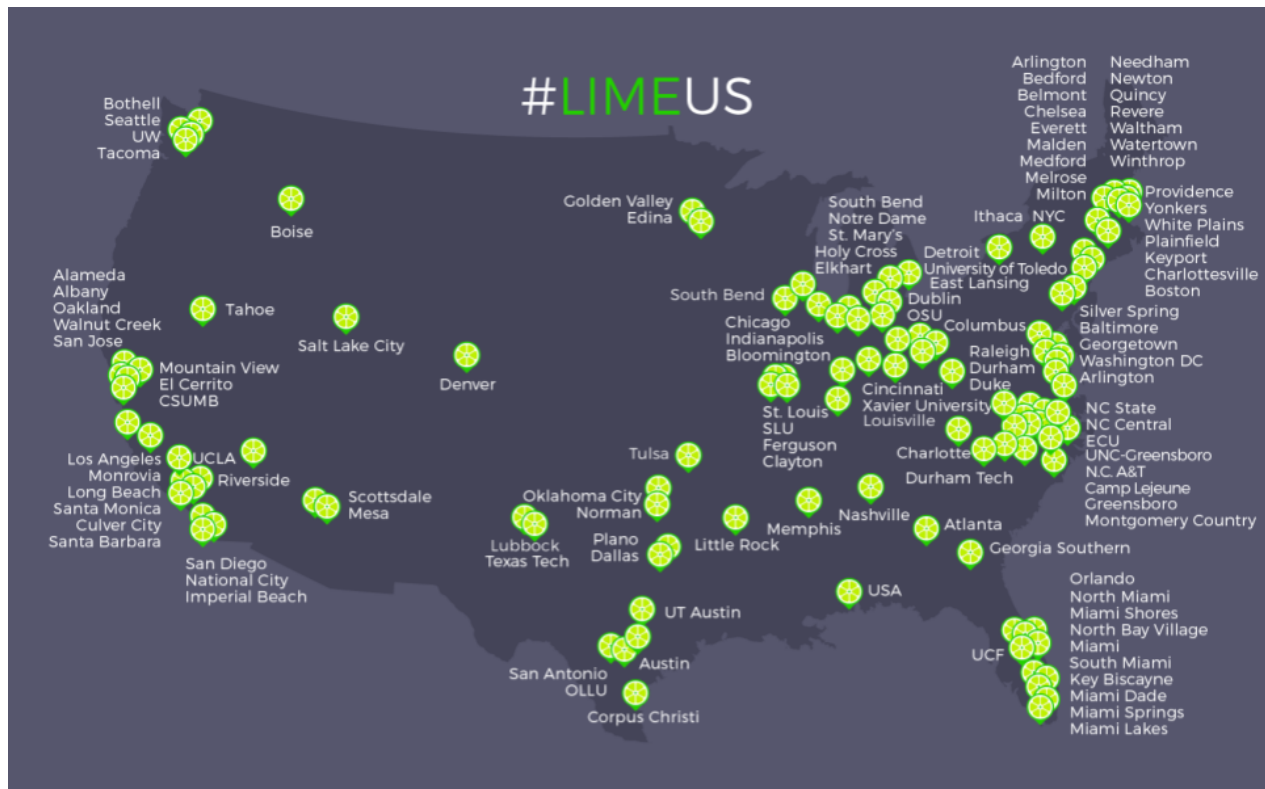 #LIMEUS
Arlington
Bedford
Belmont
Chelsea
Everett
Malden
Medford
Melrose
Milton
Needham
Newton
Quincy
Revere
Waltham
Watertown
Winthrop
Bothell
Seattle
UW
Tacoma
Boise
Golden Valley
Edina
South Bend
Notre Dame
St. Mary's
Holy Cross
Elkhart
Ithaca
NYC
Providence
Yonkers
White Plains
Plainfield
Keyport
Charlottesville
Boston
Detroit
University of Toledo
East Lansing
Alameda
Albany
Oakland
Walnut Creek
San Jose
Tahoe
Salt Lake City
Denver
South Bend
Chicago
Indianapolis
Bloomington
Dublin
OSU
Columbus
Silver Spring
Baltimore
Georgetown
Washington DC
Arlington
Raleigh
Durham
Duke
Mountain View
El Cerrito
CSUMB
Cincinnati
Xavier University
Louisville
St. Louis
SLU
Ferguson
Clayton
NC State
NC Central
ECU
UNC-Greensboro
N.C. A&T
Camp Lejeune
Greensboro
Montgomery Country
Charlotte
Durham Tech
Los Angeles
Monrovia
Long Beach
Santa Monica
Culver City
Santa Barbara
UCLA
Riverside
Scottsdale
Mesa
Tulsa
Oklahoma City
Norman
Lubbock
Texas Tech
Plano
Dallas
Little Rock
Memphis
Nashville
Atlanta
Georgia Southern
San Diego
National City
Imperial Beach
USA
UT Austin
Austin
San Antonio
OLLU
Corpus Christi
UCF
Orlando
North Miami
Miami Shores
North Bay Village
Miami
South Miami
Key Biscayne
Miami Dade
Miami Springs
Miami Lakes